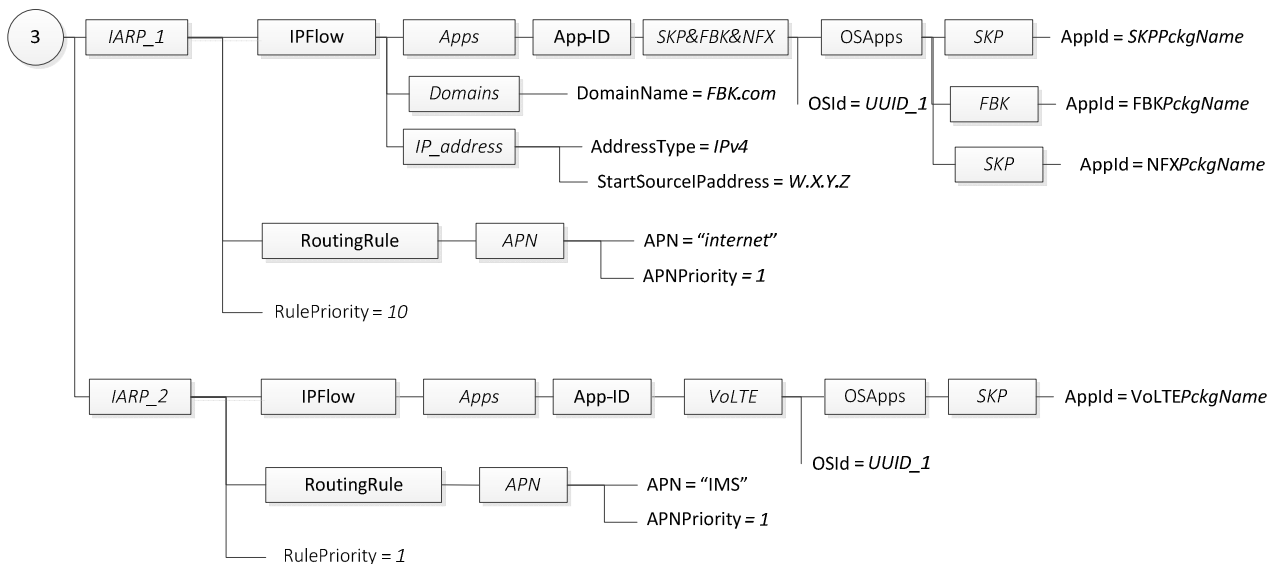 3
IARP_1
IPFlow
Apps
App-ID
SKP&FBK&NFX
OSApps
SKP
AppId = SKPPckgName
Domains
DomainName = FBK.com
OSId = UUID_1
FBK
AppId = FBKPckgName
IP_address
AddressType = IPv4
SKP
AppId = NFXPckgName
StartSourceIPaddress = W.X.Y.Z
RoutingRule
APN
APN = “internet”
APNPriority = 1
RulePriority = 10
IARP_2
IPFlow
Apps
App-ID
VoLTE
OSApps
SKP
AppId = VoLTEPckgName
OSId = UUID_1
RoutingRule
APN
APN = “IMS”
APNPriority = 1
RulePriority = 1